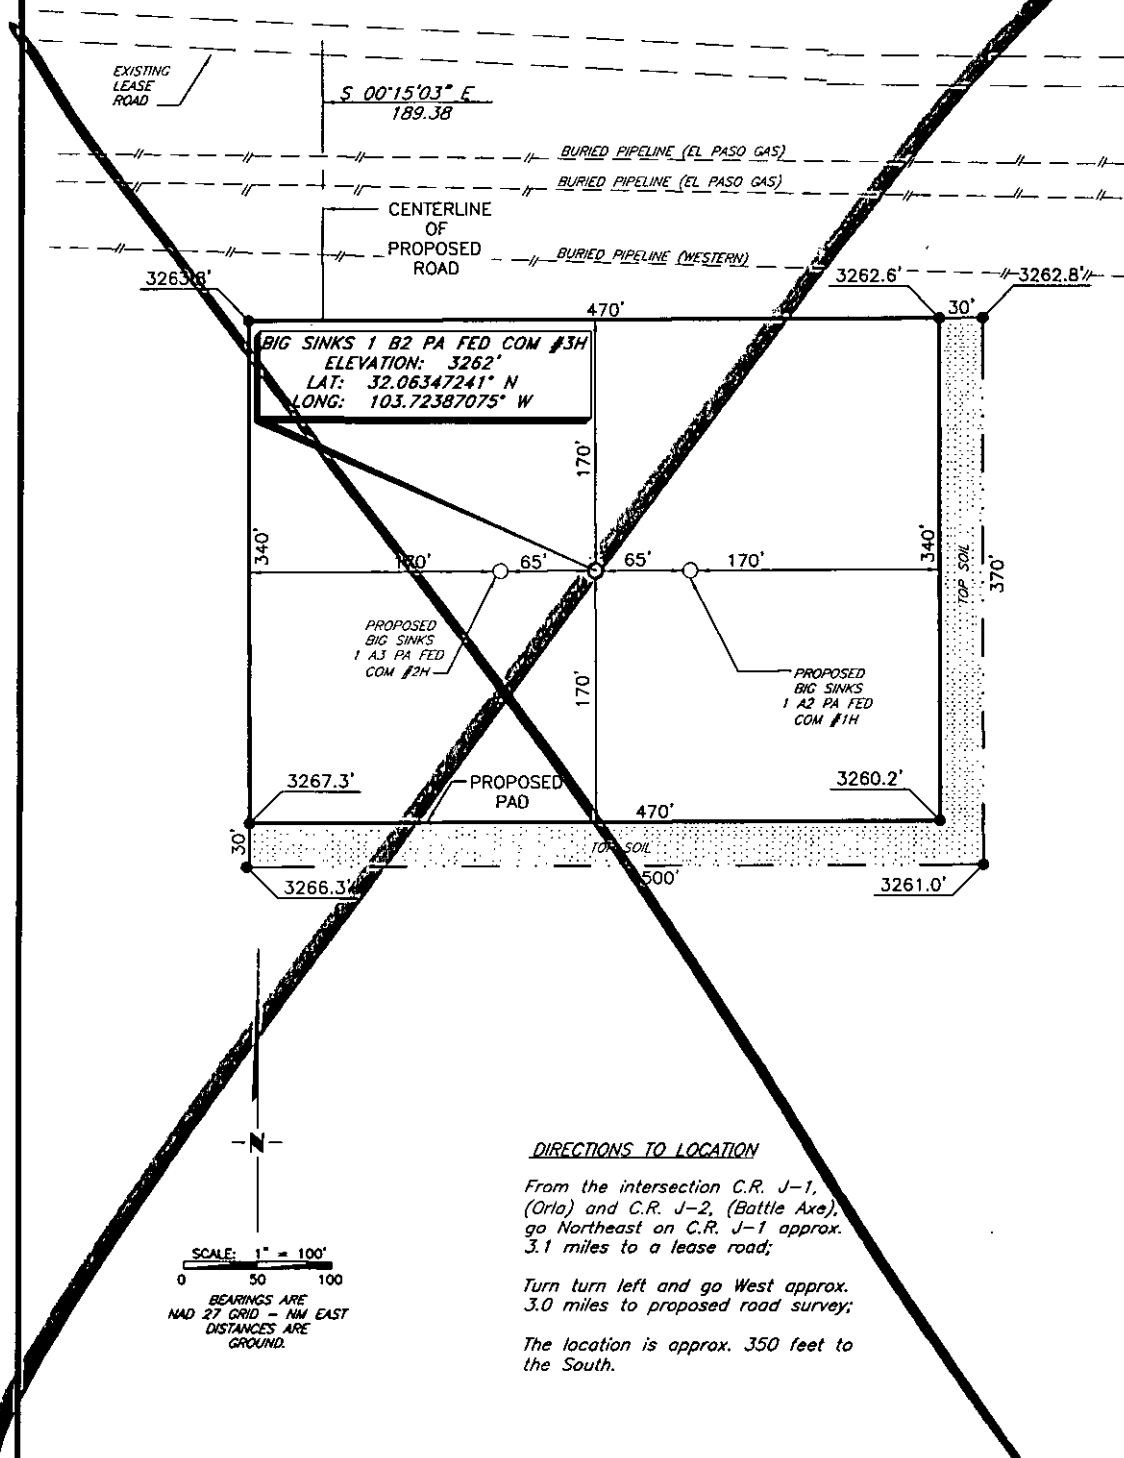 EXISTING
LEASE
ROAD
S 00°15'03" E
189.38
BURIED PIPELINE (EL PASO GAS)
BURIED PIPELINE (EL PASO GAS)
CENTERLINE
OF
PROPOSED
ROAD
BURIED PIPELINE (WESTERN)
3263.8'
3262.6'
3262.8'
470'
30'
BIG SINKS 1 B2 PA FED COM #3H
ELEVATION: 3262'
LAT: 32.06347241° N
LONG: 103.72387075° W
170'
340'
170'
65'
65'
170'
340'
TOP SOIL
370'
PROPOSED
BIG SINKS
1 A3 PA FED
COM #2H
170'
PROPOSED
BIG SINKS
1 A2 PA FED
COM #1H
3267.3'
PROPOSED
PAD
470'
3260.2'
30'
TOP SOIL
3266.3'
500'
3261.0'
N
SCALE: 1" = 100'
0 50 100
BEARINGS ARE
NAD 27 GRID – NM EAST
DISTANCES ARE
GROUND.
DIRECTIONS TO LOCATION
From the intersection C.R. J–1,
(Orla) and C.R. J–2, (Battle Axe),
go Northeast on C.R. J–1 approx.
3.1 miles to a lease road;
Turn turn left and go West approx.
3.0 miles to proposed road survey;
The location is approx. 350 feet to
the South.